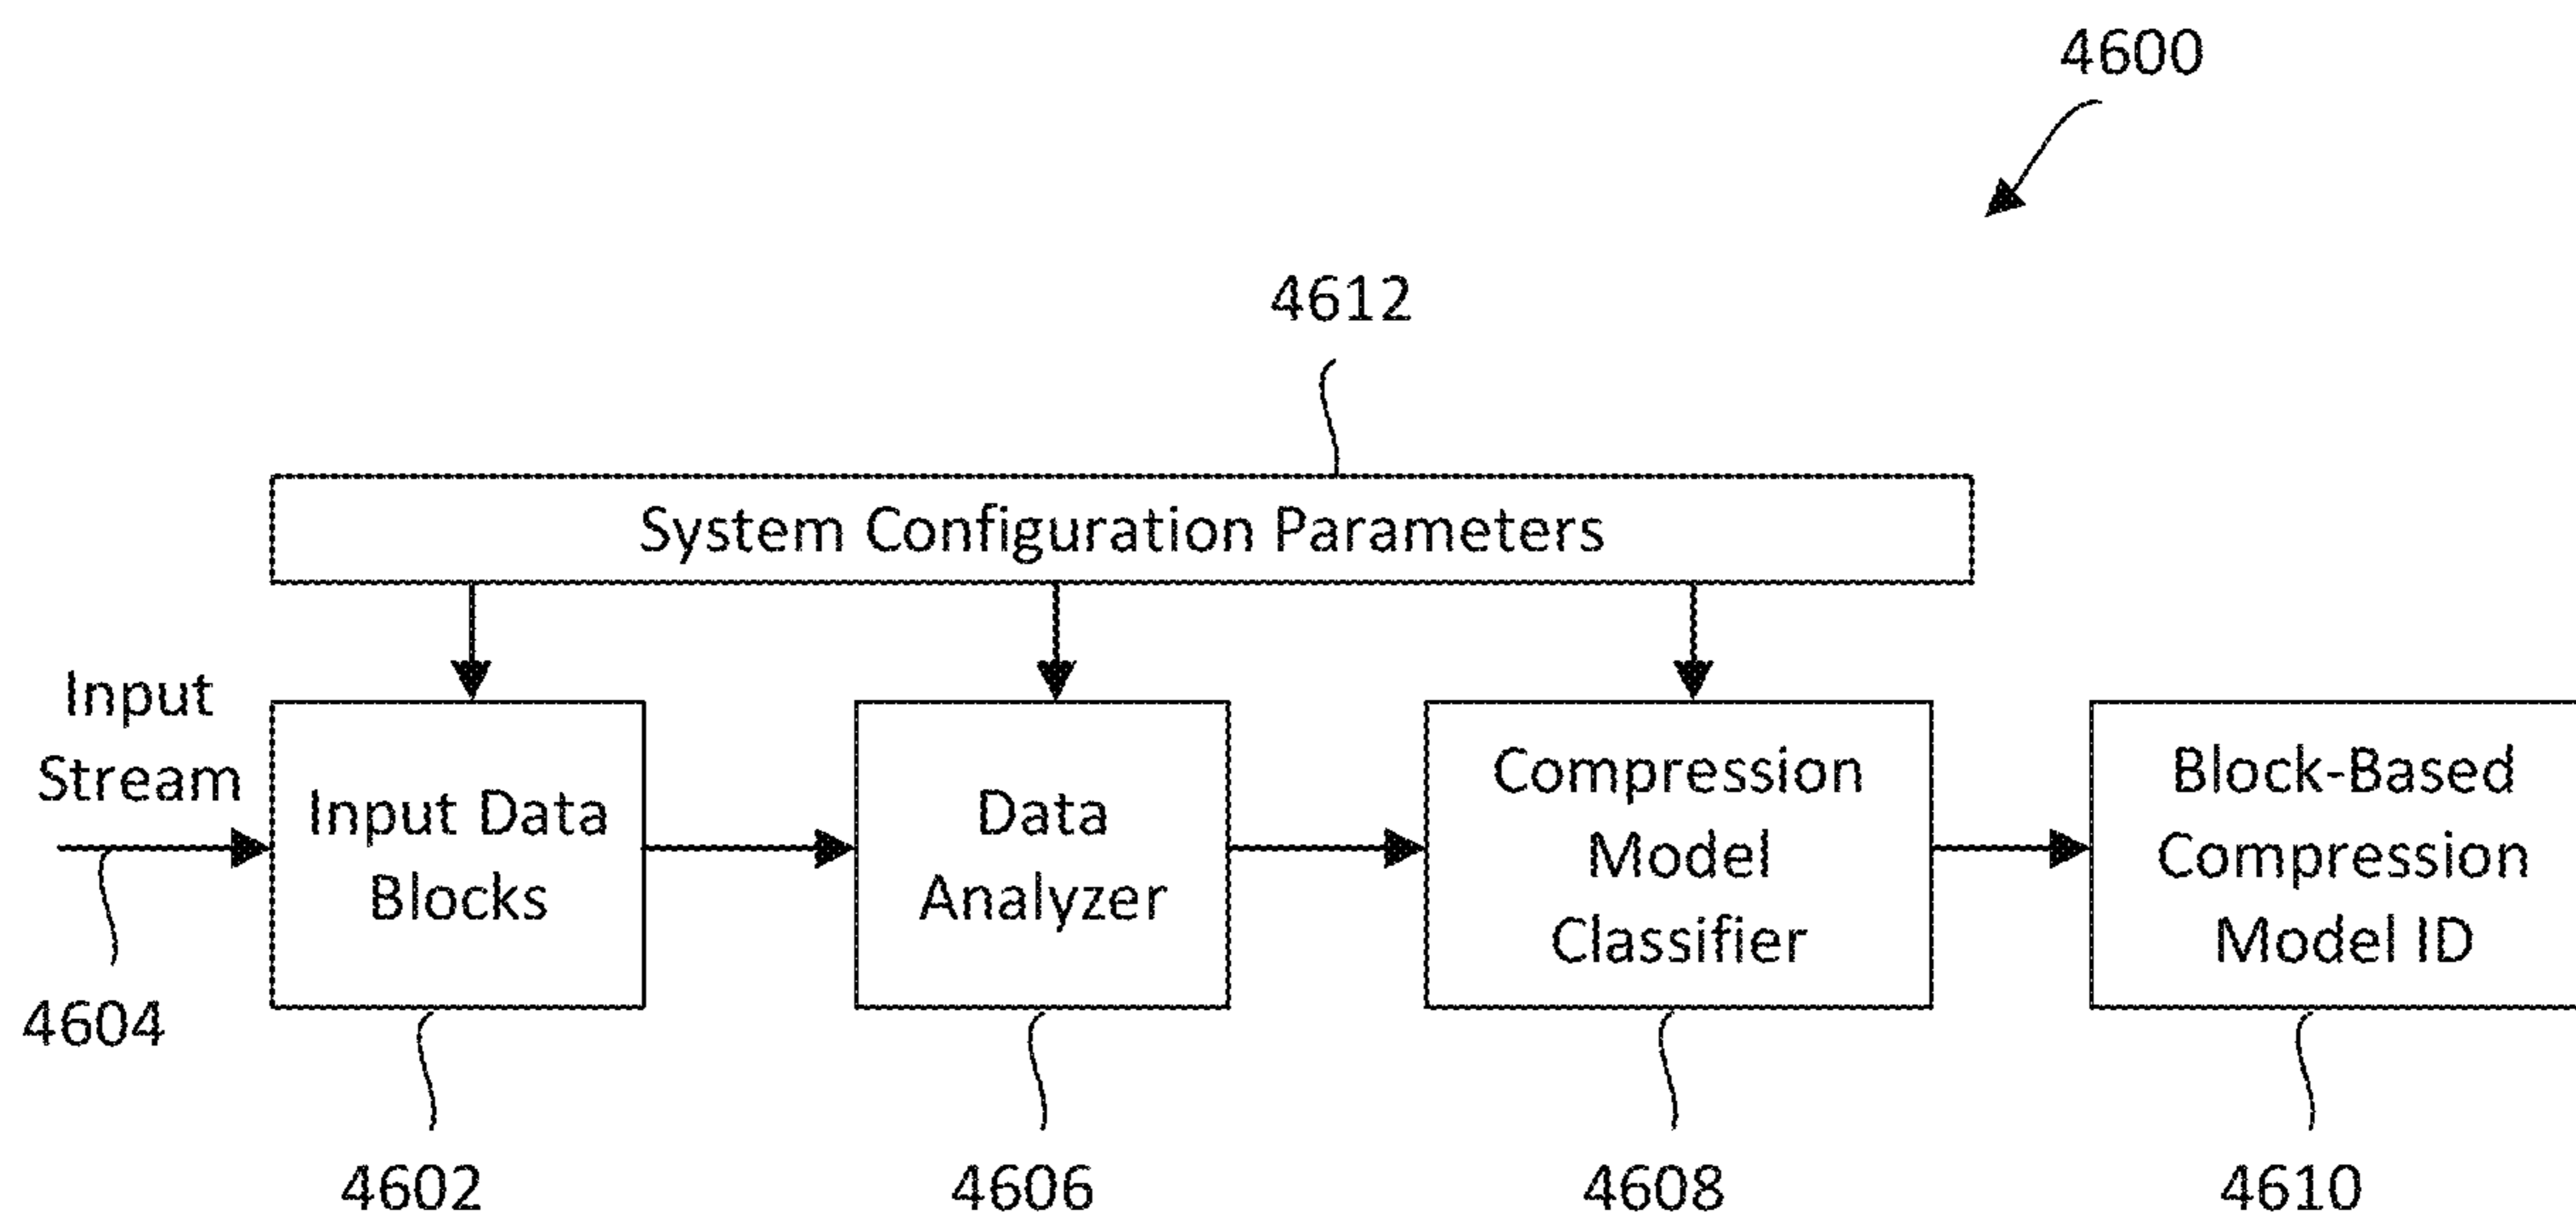 4600
4612
System Configuration Parameters
Input
Stream
Input Data
Blocks
Data
Analyzer
Compression
Model
Classifier
Block-Based
Compression
Model ID
4604
4602
4606
4608
4610